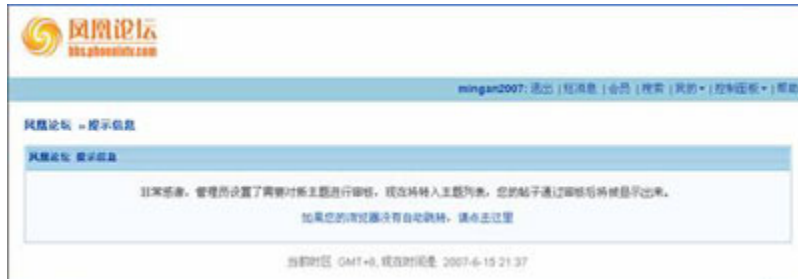 凤凰论坛
bbs.phoenixtv.com
mingan2007: 退出 | 短消息 | 会员 | 搜索 | 我的 | 控制面板 | 帮助
凤凰论坛 » 提示信息
凤凰论坛 提示信息
非常感谢，管理员设置了需要对新主题进行审核，现在将转入主题列表，您的帖子通过审核后将被显示出来。
如果您的浏览器没有自动跳转，请点击这里
当前时区 GMT+8, 现在时间是 2007-6-15 21:37